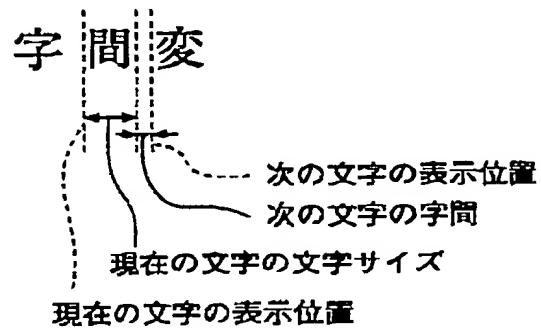 字間変
次の文字の表示位置
次の文字の字間
現在の文字の文字サイズ
現在の文字の表示位置